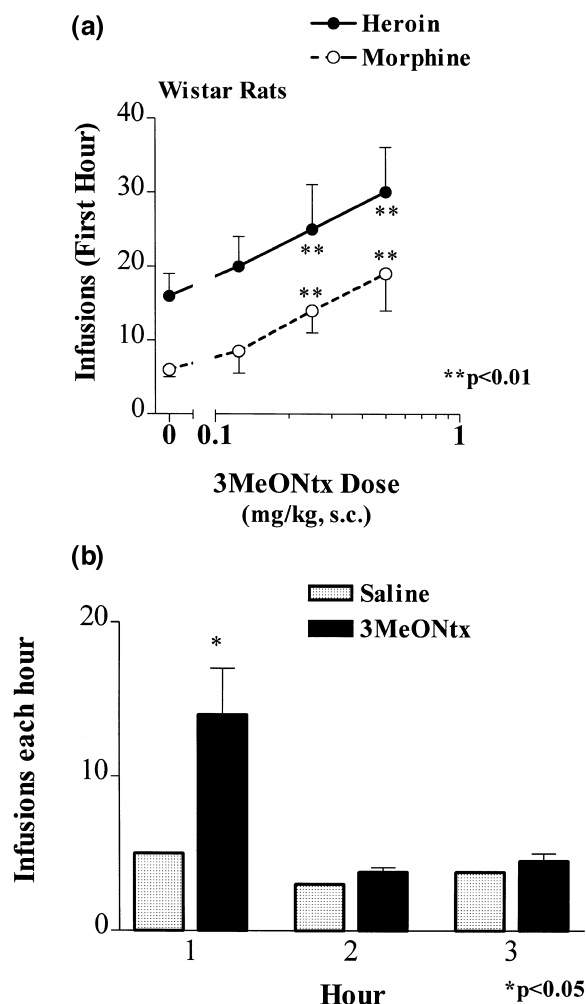 (a)
Heroin
Morphine
Wistar Rats
Infusions (First Hour)
40
30
20
10
0
** **
** **
**p<0.01
0 0.1 1
3MeONtx Dose
(mg/kg, s.c.)
(b)
Saline
3MeONtx
Infusions each hour
20
10
0
*
1 2 3
Hour
*p<0.05